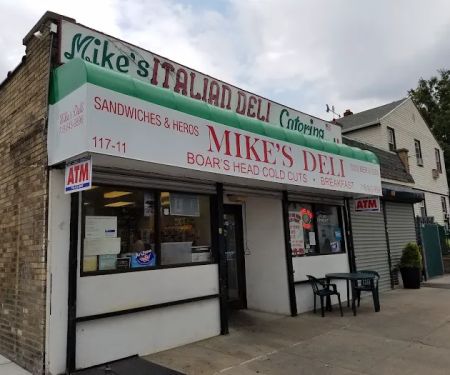 Mike's ITALIAN DELI Catering
SANDWICHES & HEROS
MIKE'S DELI
117-11
BOAR'S HEAD COLD CUTS • BREAKFAST
ATM
ATM